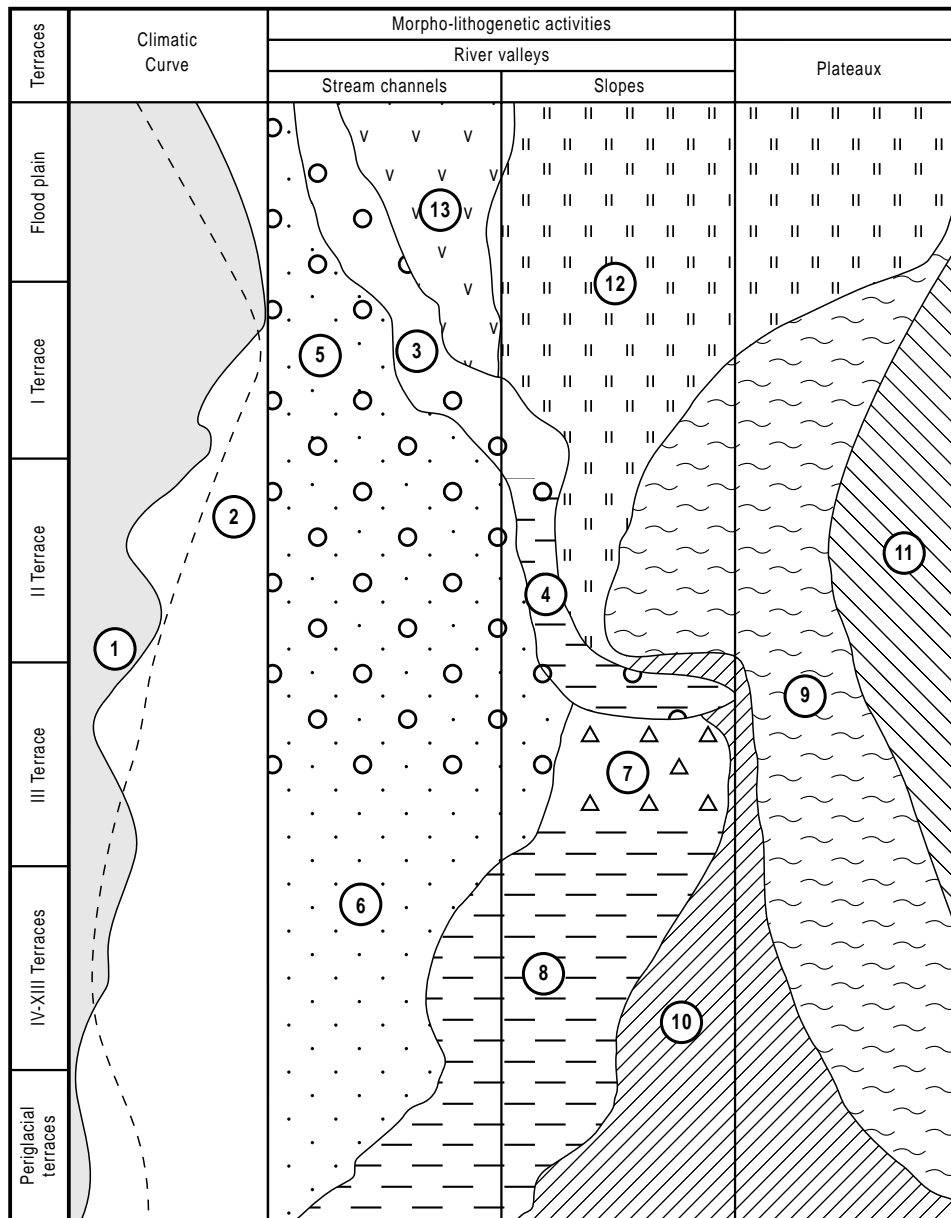 Terraces
Climatic
Curve
Morpho-lithogenetic activities
River valleys
Stream channels
Slopes
Plateaux
Flood plain
I Terrace
II Terrace
III Terrace
IV-XIII Terraces
Periglacial
terraces
13
12
5
3
2
11
4
1
9
7
6
8
10